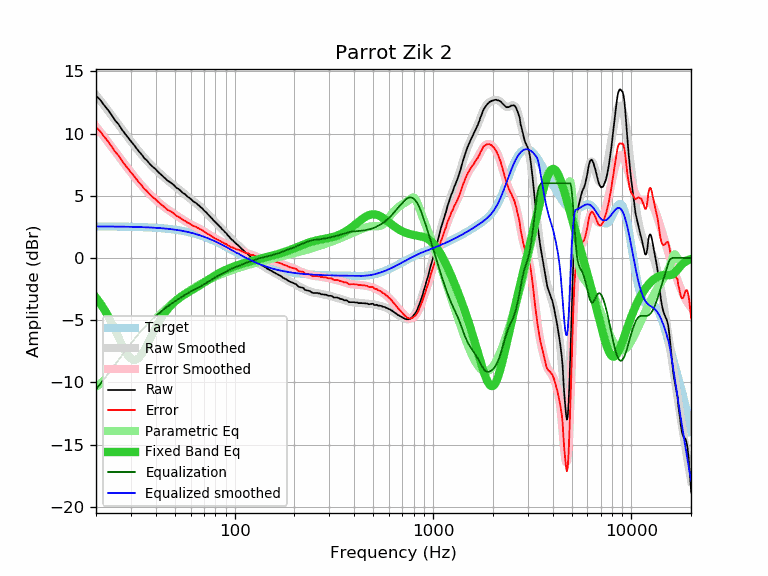 Parrot Zik 2
15
10
5
0
−5
−10
−15
−20
Amplitude (dBr)
Target
Raw Smoothed
Error Smoothed
Raw
Error
Parametric Eq
Fixed Band Eq
Equalization
Equalized smoothed
100
1000
10000
Frequency (Hz)